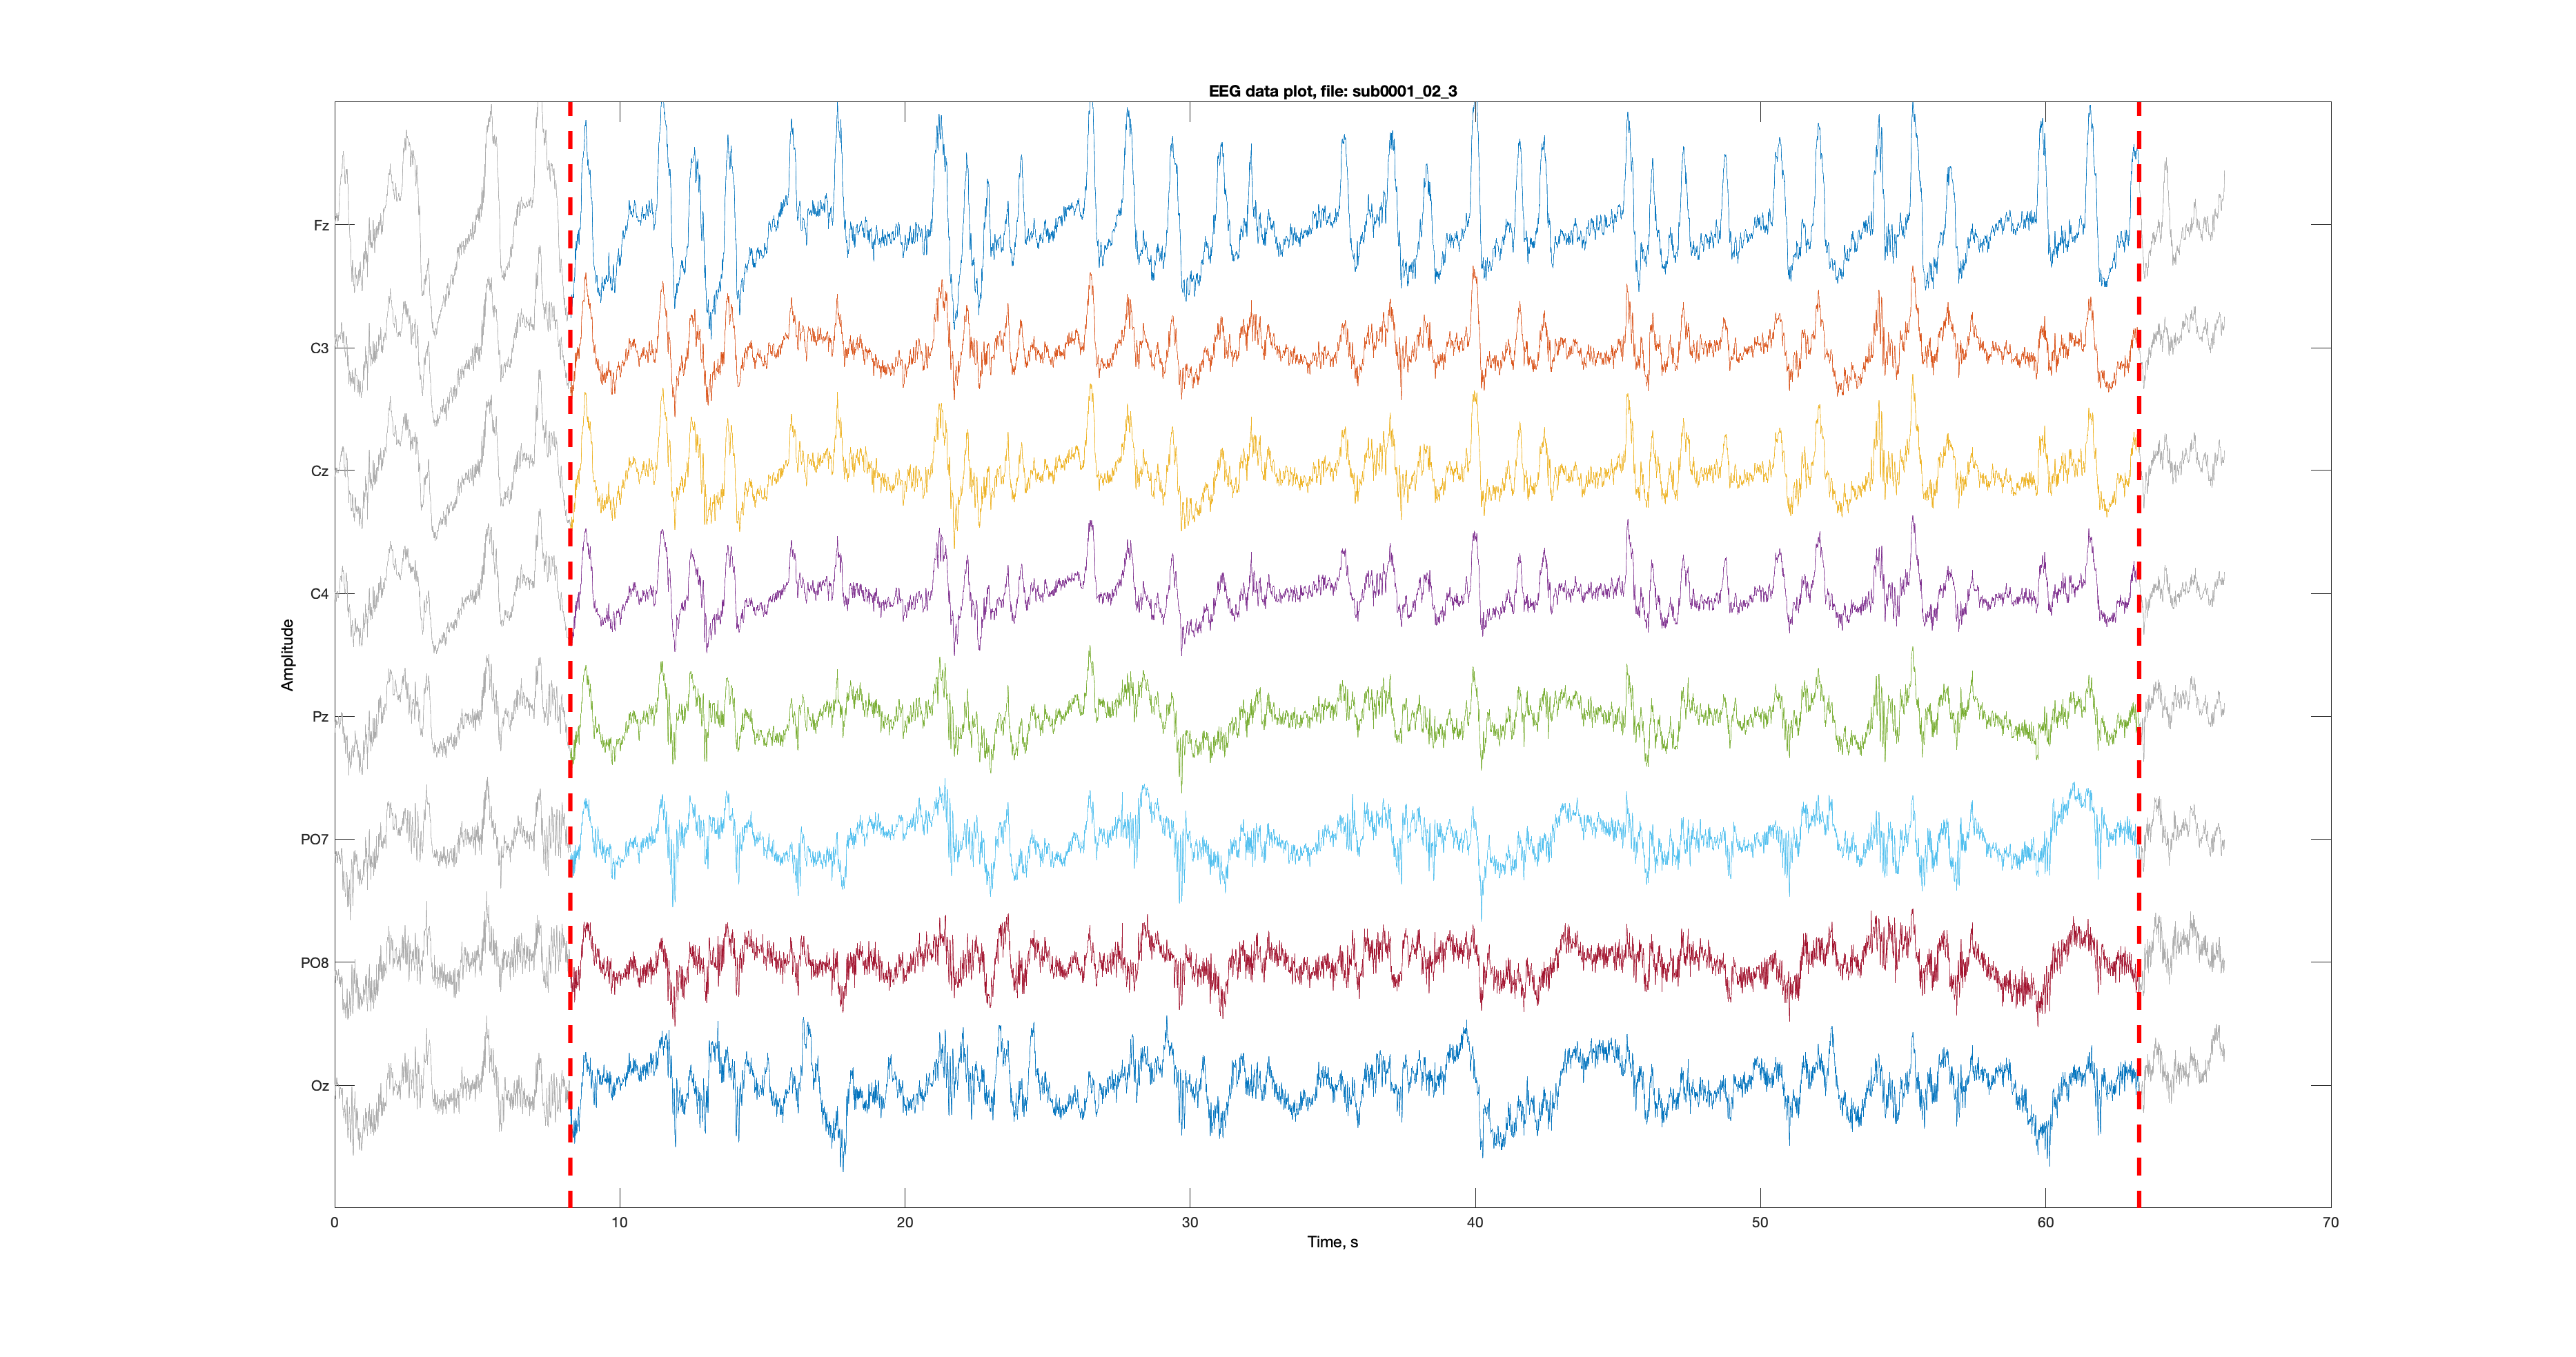 EEG data plot, file: sub0001_02_3
Fz
C3
Cz
C4
Pz
PO7
PO8
Oz
Amplitude
0 10 20 30 40 50 60 70
Time, s